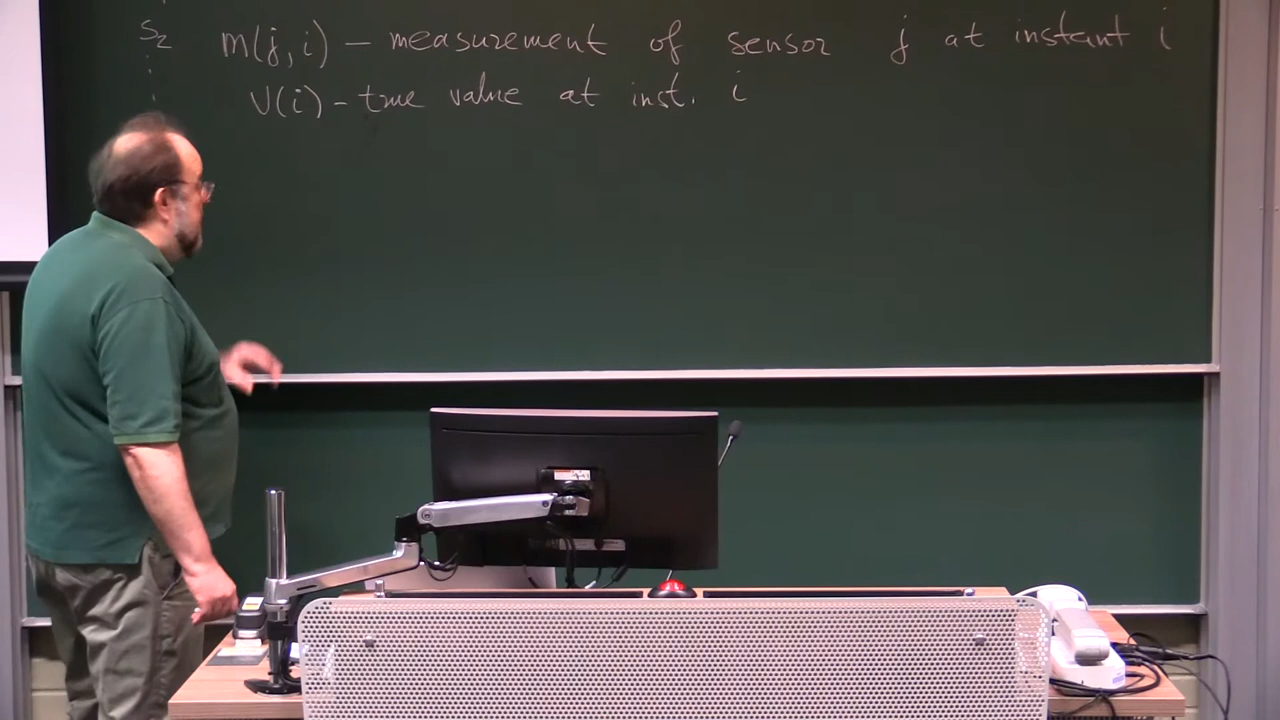 S2 m(j,i) – measurement of sensor j at instant i
V(i) – true value at inst. i